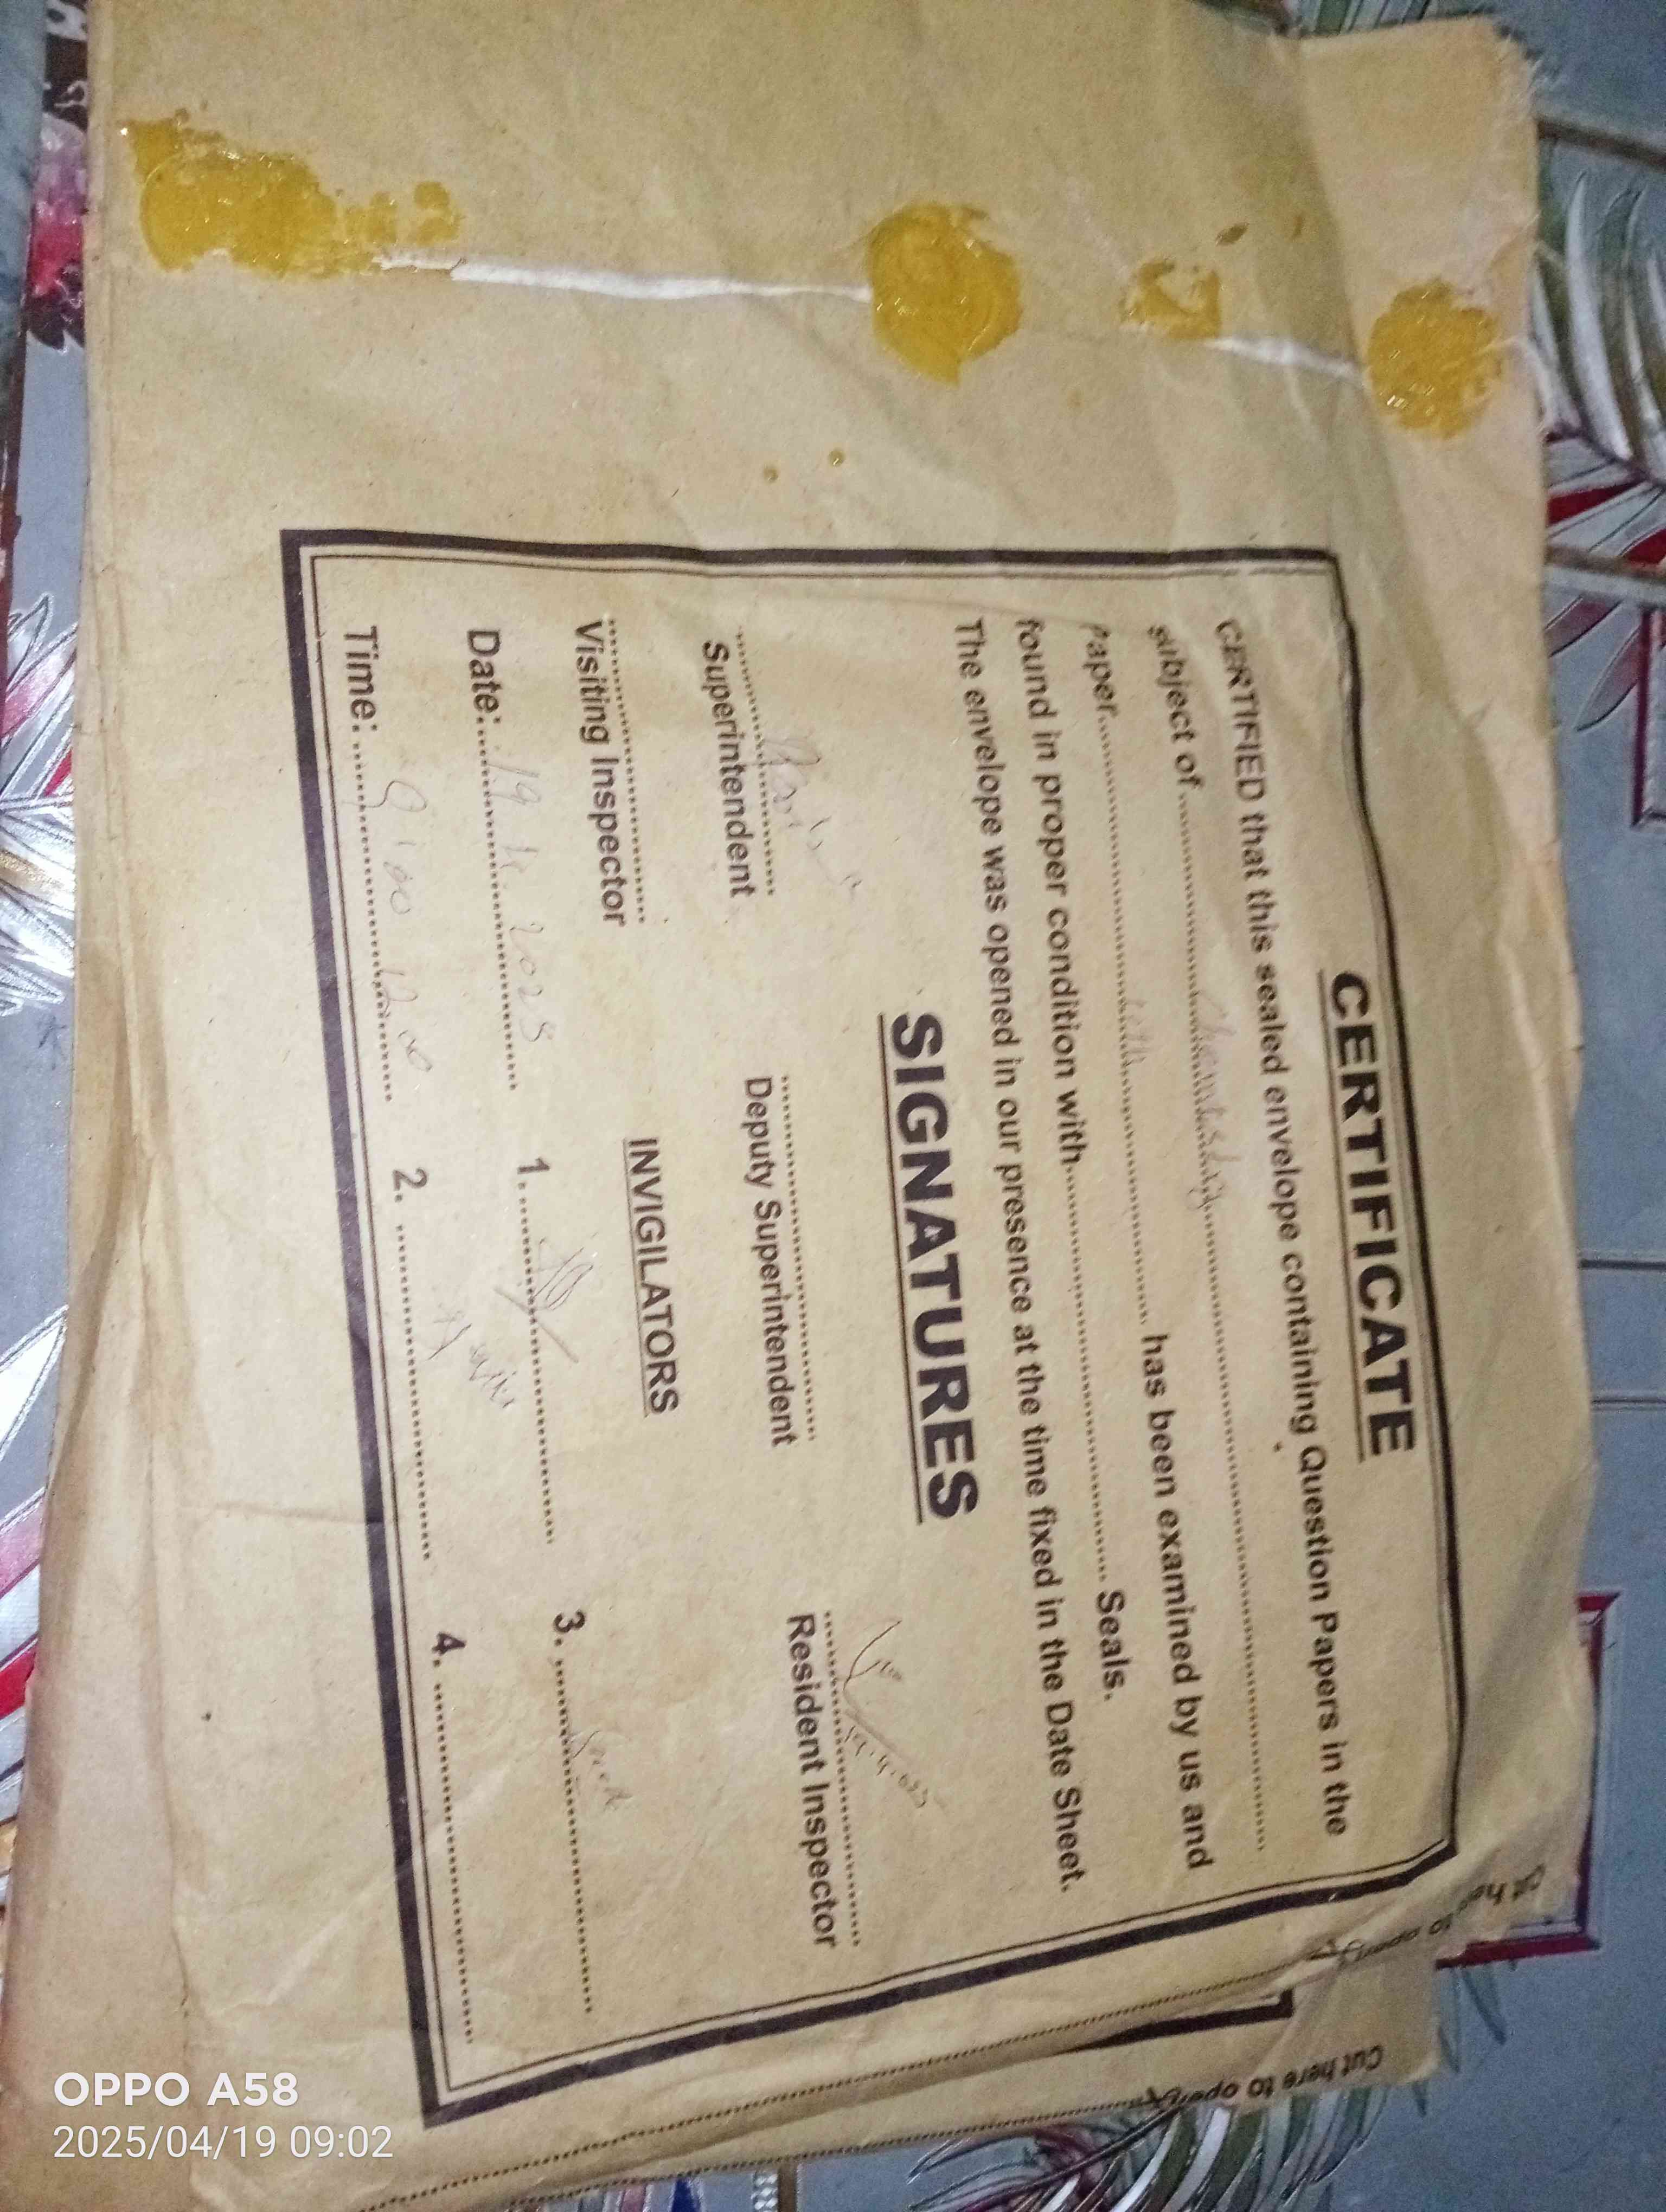 CERTIFICATE
CERTIFIED that this sealed envelope containing Question Papers in the
subject of........Chemistry........
Paper........ has been examined by us and
found in proper condition with........ Seals.
The envelope was opened in our presence at the time fixed in the Date Sheet.
SIGNATURES
Superintendent
Deputy Superintendent
Resident Inspector
Visiting Inspector
INVIGILATORS
Date:
1.
3.
Time:
2.
4.
Cut here to open
Cut here to open
OPPO A58
2025/04/19 09:02